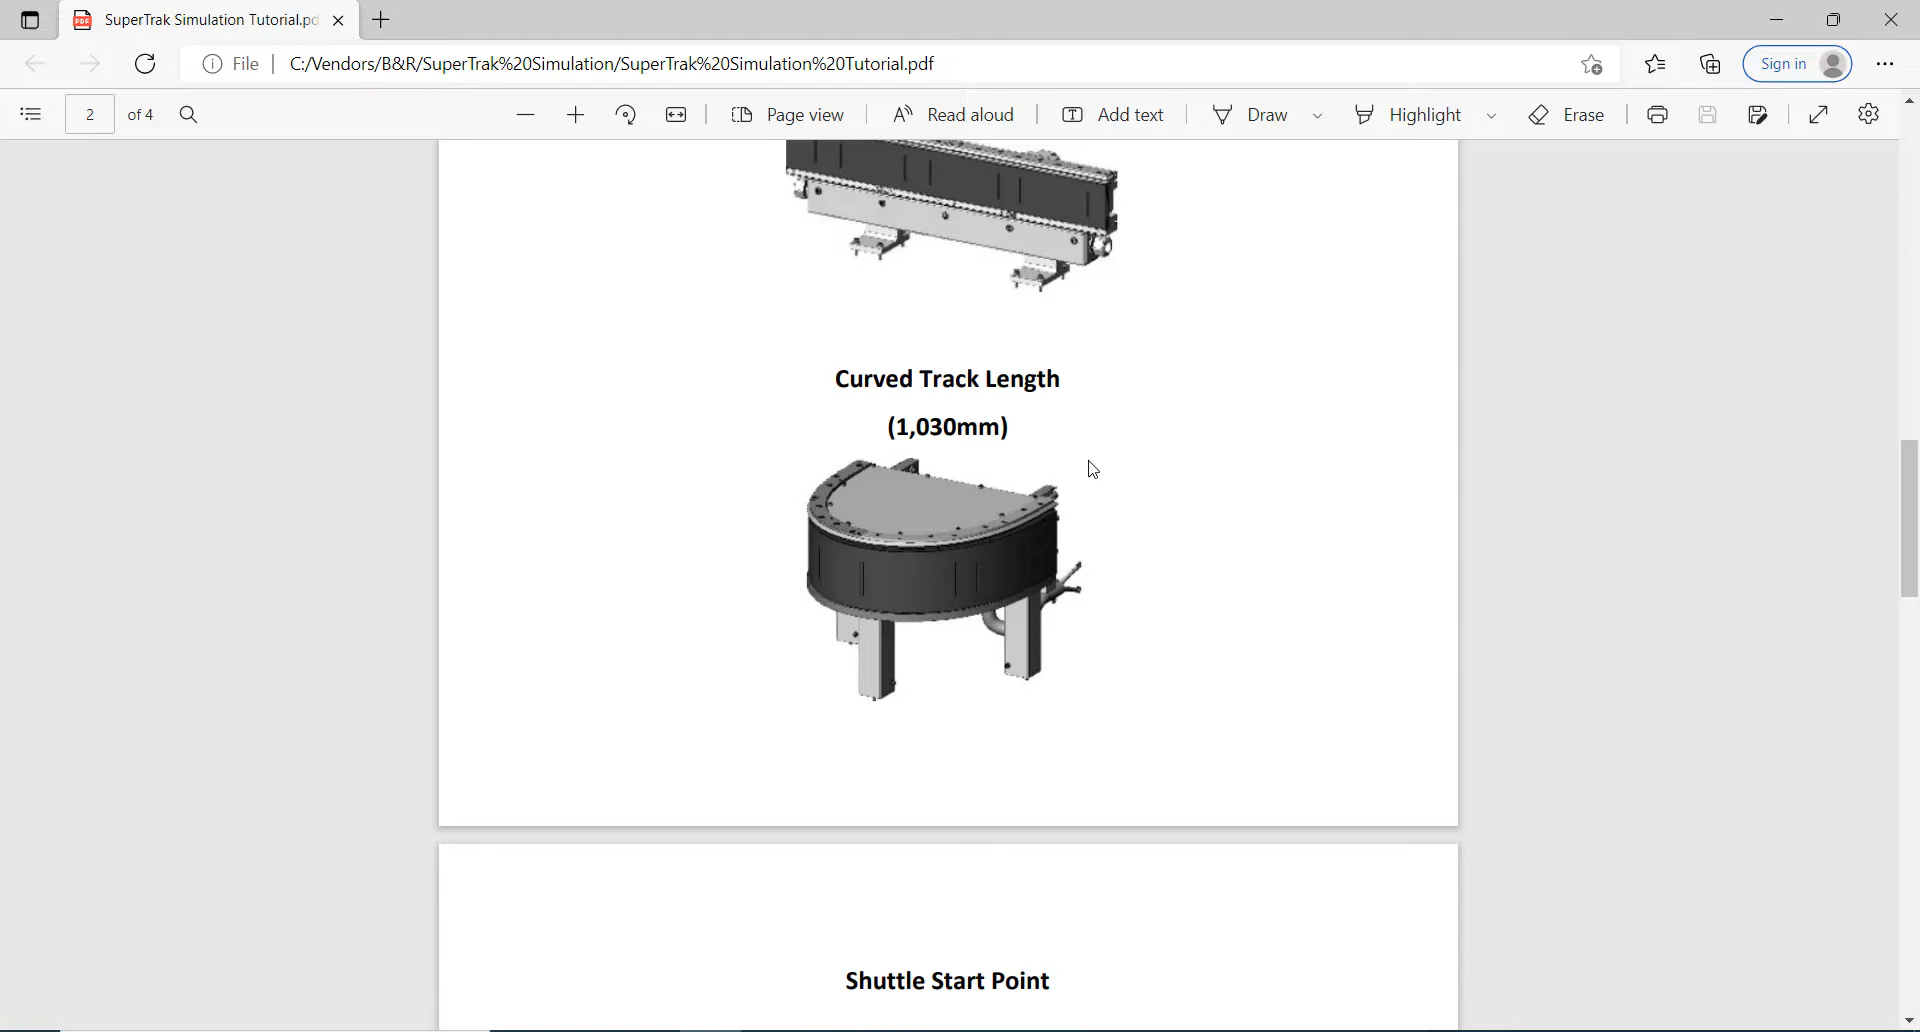 SuperTrak Simulation Tutorial.pd
File
C:/Vendors/B&R/SuperTrak%20Simulation/SuperTrak%20Simulation%20Tutorial.pdf
Sign in
2 of 4
Page view
Read aloud
Add text
Draw
Highlight
Erase
Curved Track Length
(1,030mm)
Shuttle Start Point